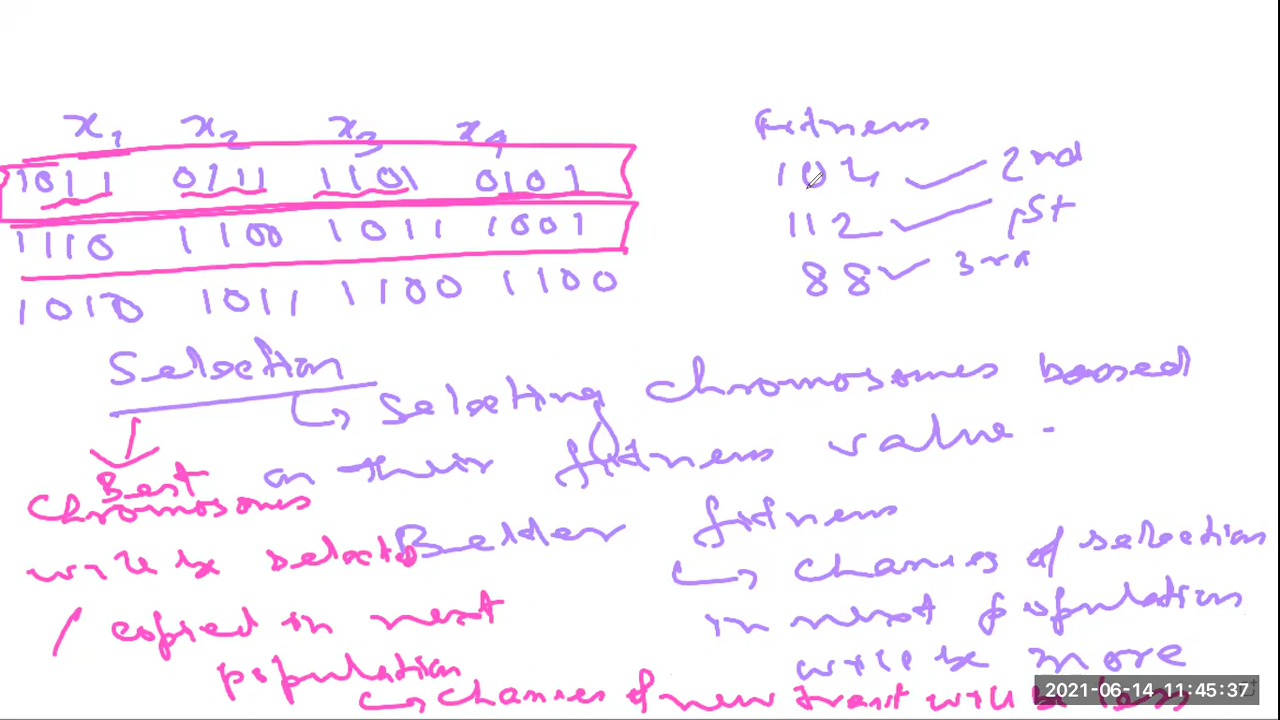 x1 x2 x3 x4 Fitness
1011 0111 1101 0101 104 2nd
1110 1100 1011 1001 112 1st
1010 1011 1100 1100 88 3rd
Selection
Selecting chromosomes based
on their fitness value.
Best
chromosomes
will be selected
/ copied in next
population
chances of new trait will be less
Better fitness
chances of selection
in next population
will be more
2021-06-14 11:45:37